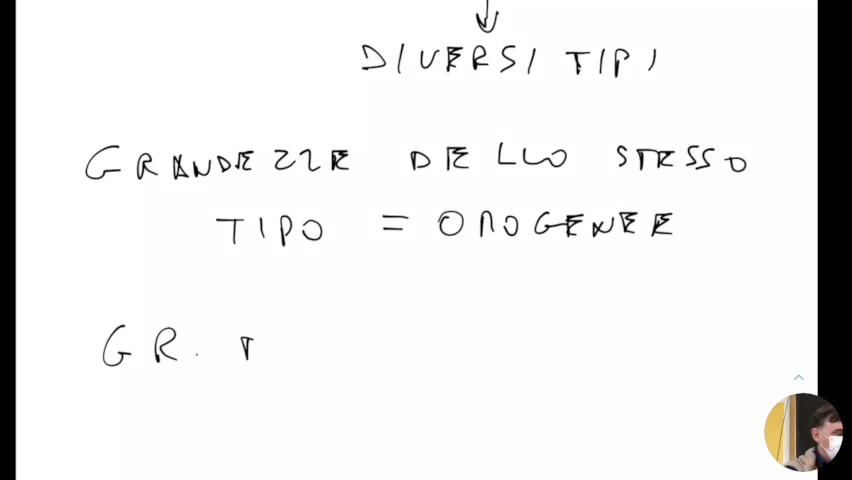 DIVERSI TIPI
GRANDEZZE DELLO STESSO
TIPO = OMOGENEE
GR.